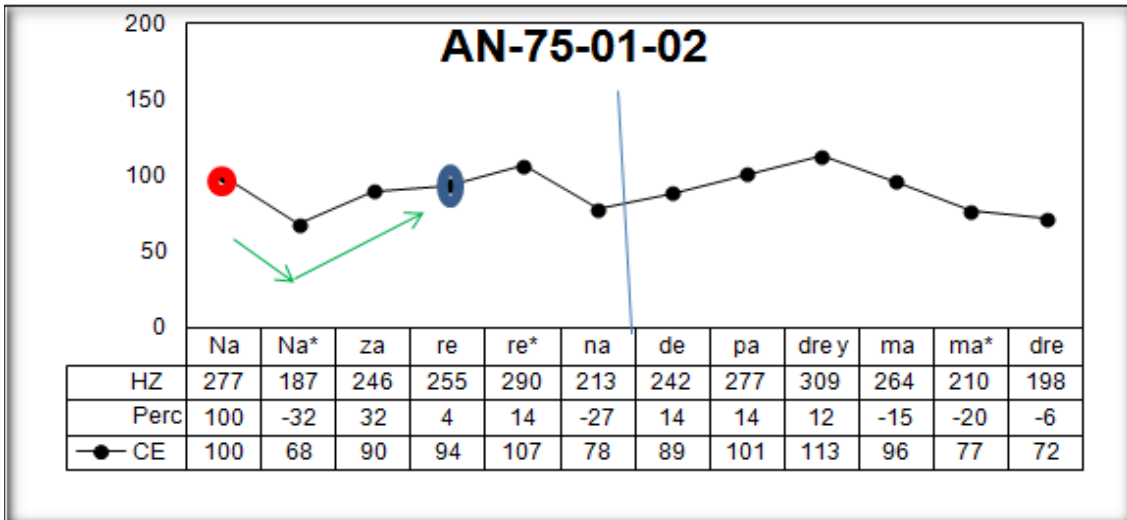 AN-75-01-02
200
150
100
50
0
Na Na* za re re* na de pa dre y ma ma* dre
HZ 277 187 246 255 290 213 242 277 309 264 210 198
Perc 100 -32 32 4 14 -27 14 14 12 -15 -20 -6
CE 100 68 90 94 107 78 89 101 113 96 77 72